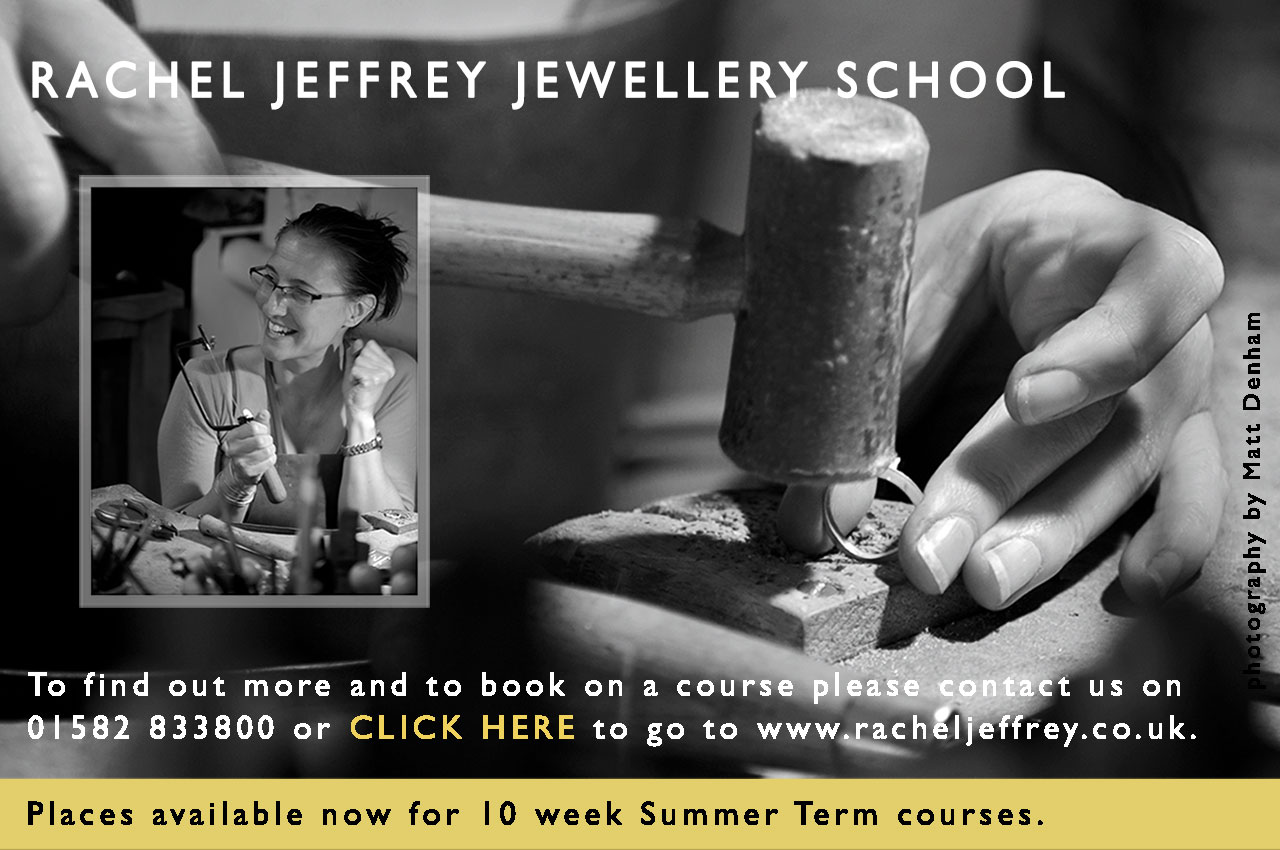 RACHEL JEFFREY JEWELLERY SCHOOL
photography by Matt Denham
To find out more and to book on a course please contact us on
01582 833800 or CLICK HERE to go to www.racheljeffrey.co.uk.
Places available now for 10 week Summer Term courses.